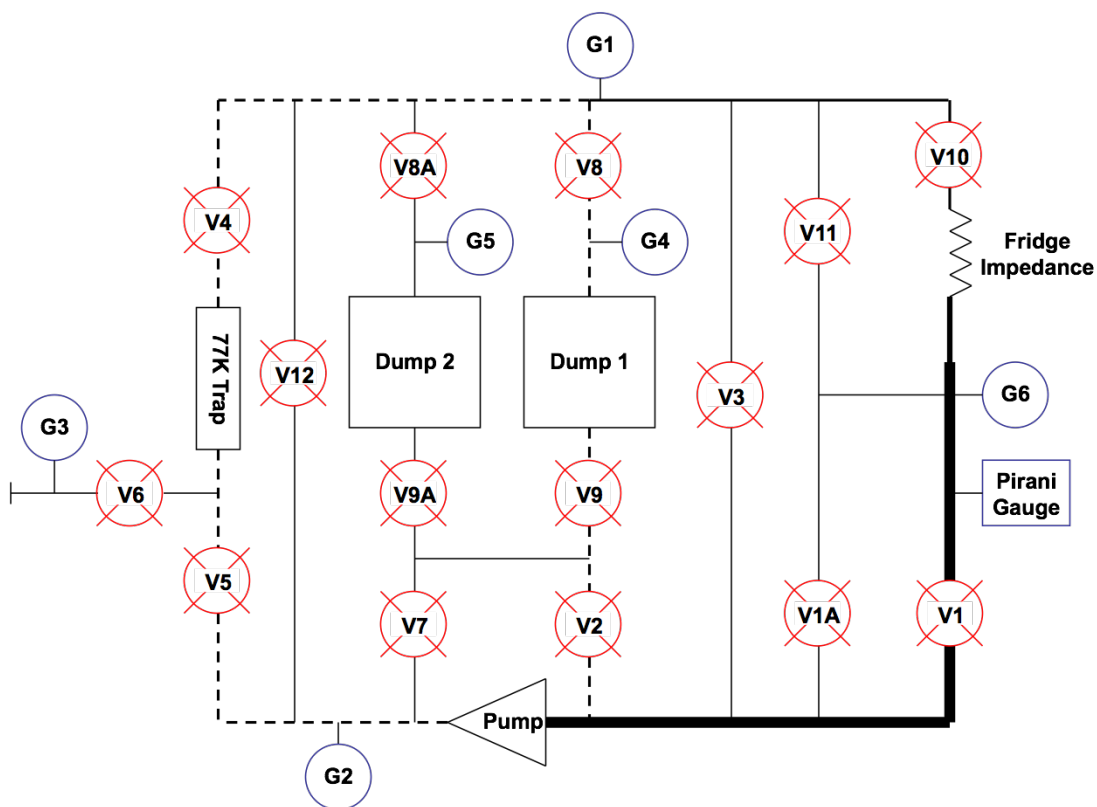 G1
V8A
V8
V10
V4
V11
G5
G4
Fridge
Impedance
77K Trap
Dump 2
Dump 1
V12
V3
G6
G3
V6
V9A
V9
Pirani
Gauge
V5
V7
V2
V1A
V1
Pump
G2